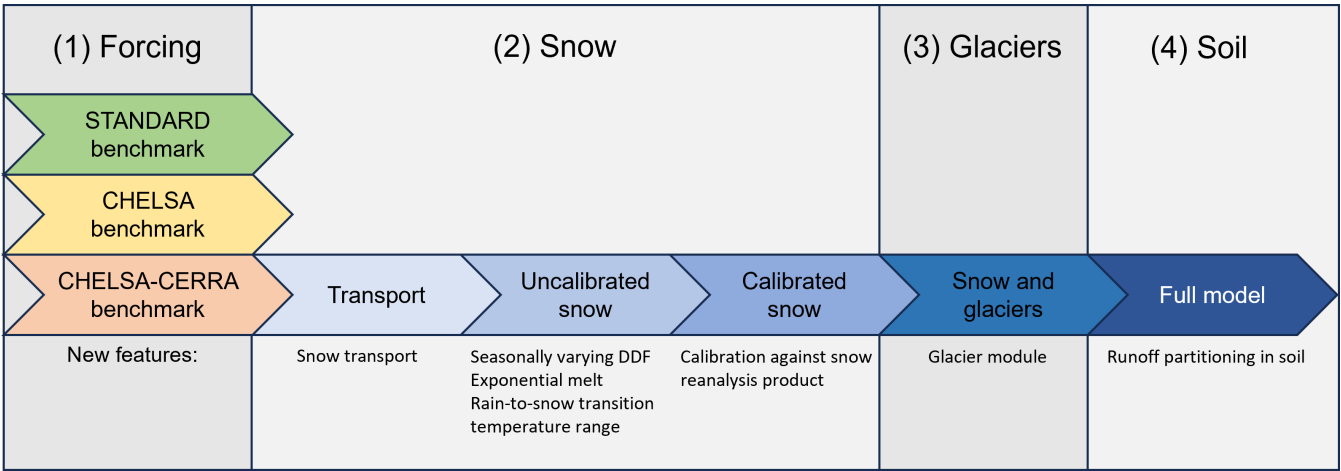 (1) Forcing
(2) Snow
(3) Glaciers
(4) Soil
STANDARD
benchmark
CHELSA
benchmark
CHELSA-CERRA
benchmark
Transport
Uncalibrated
snow
Calibrated
snow
Snow and
glaciers
Full model
New features:
Snow transport
Seasonally varying DDF
Exponential melt
Rain-to-snow transition
temperature range
Calibration against snow
reanalysis product
Glacier module
Runoff partitioning in soil